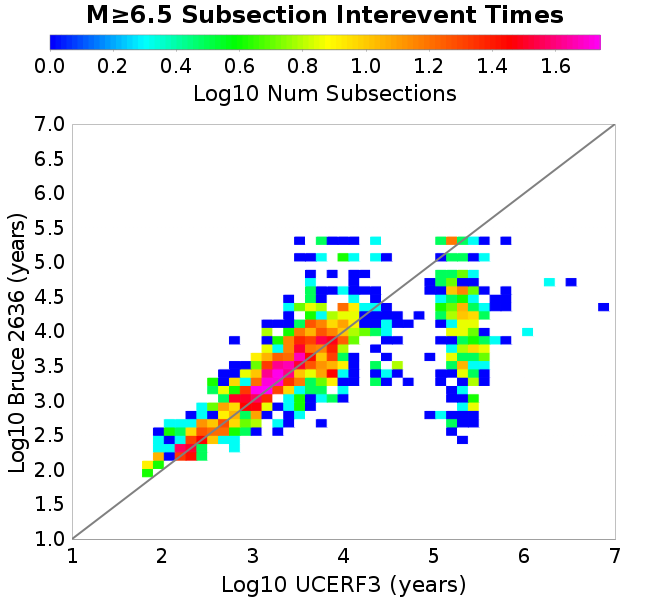 M≥6.5 Subsection Interevent Times
0.0 0.2 0.4 0.6 0.8 1.0 1.2 1.4 1.6
Log10 Num Subsections
7.0
6.5
6.0
5.5
5.0
4.5
4.0
3.5
3.0
2.5
2.0
1.5
1.0
Log10 Bruce 2636 (years)
1 2 3 4 5 6 7
Log10 UCERF3 (years)